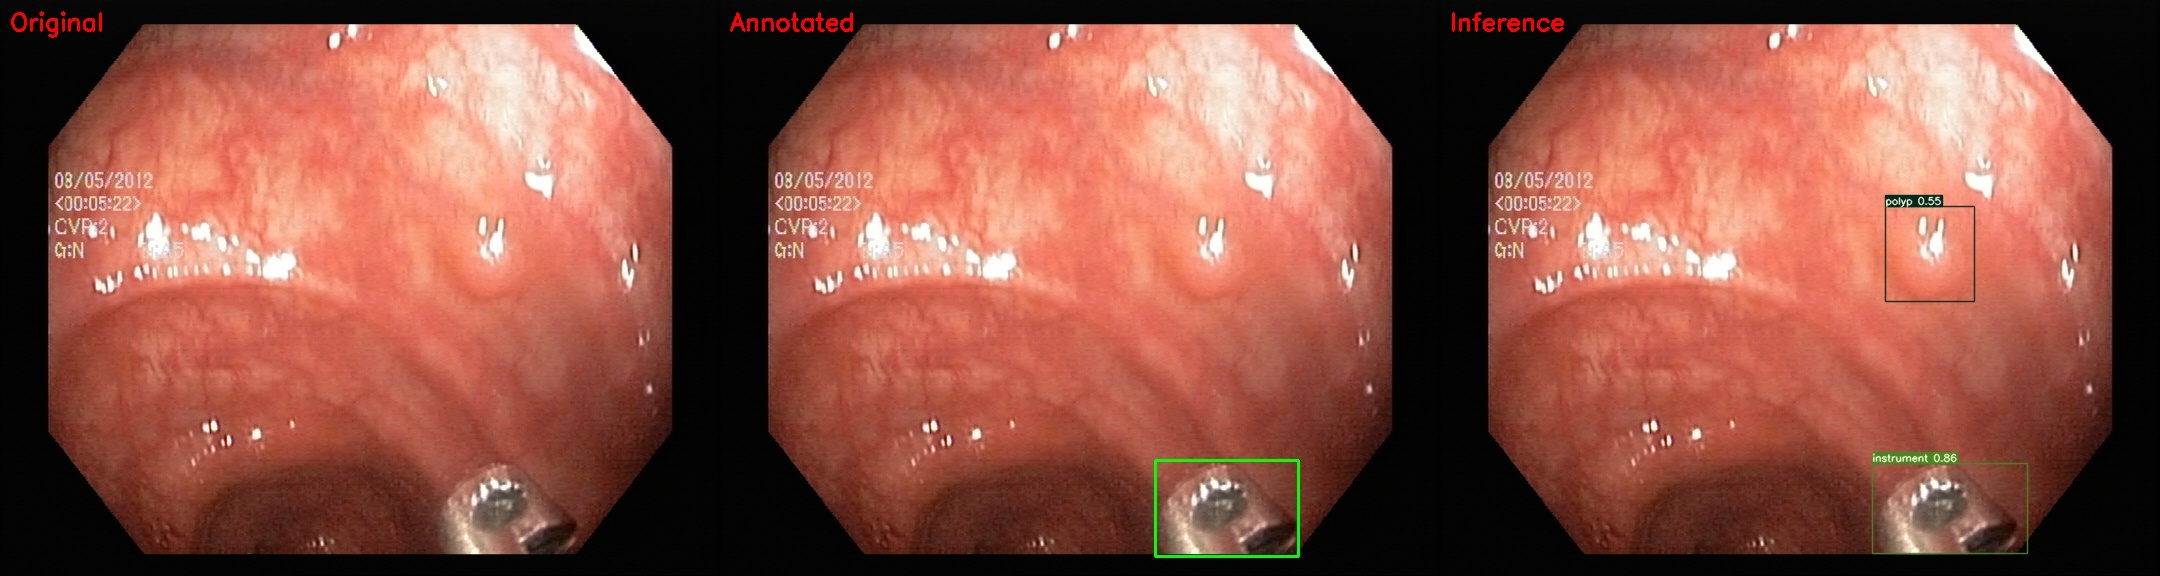 Original
08/05/2012
<00:05:22>
CVP:2
G:N
Annotated
08/05/2012
<00:05:22>
CVP:2
G:N
Inference
08/05/2012
<00:05:22>
CVP:2
G:N
polyp 0.55
instrument 0.86